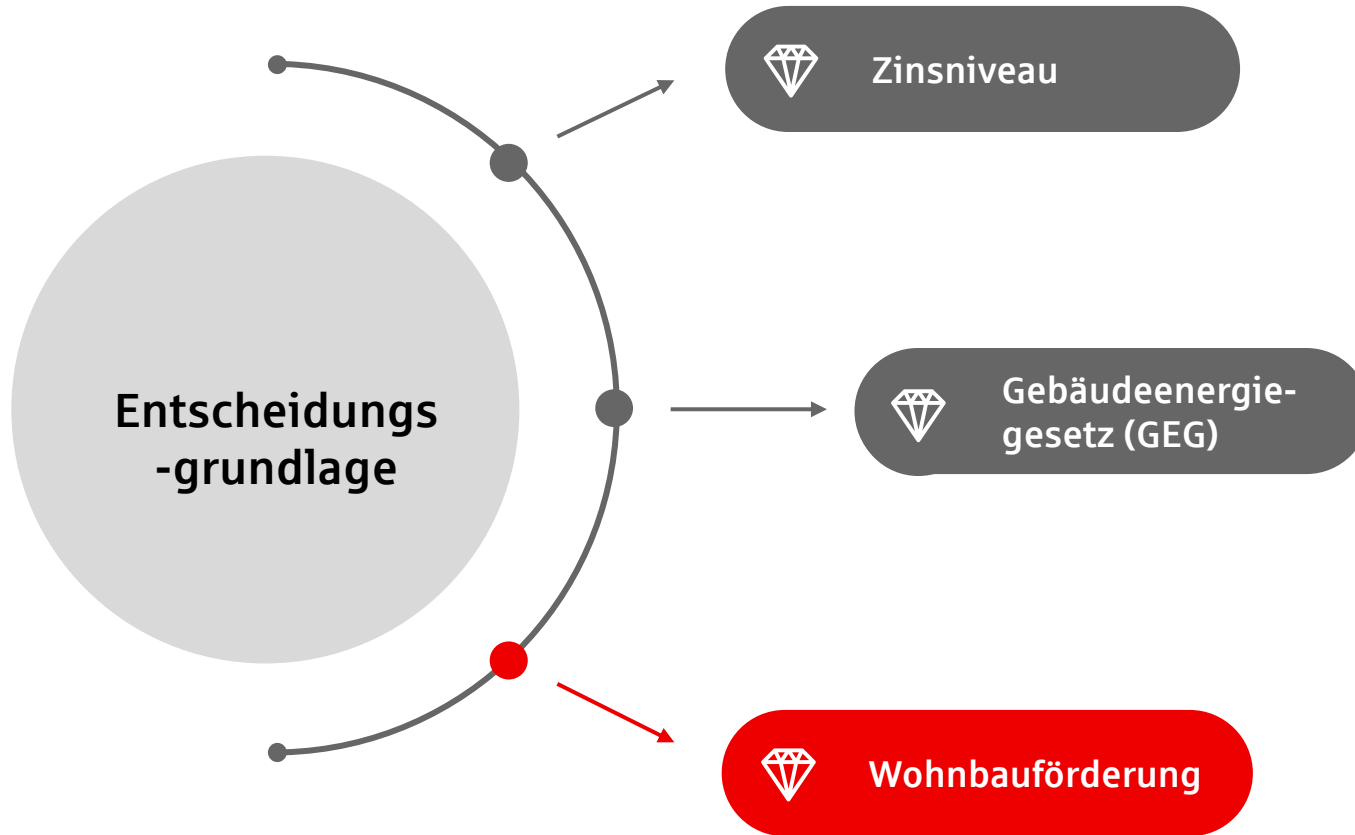 Zinsniveau
Entscheidungs
-grundlage
Gebäudeenergie-
gesetz (GEG)
Wohnbauförderung